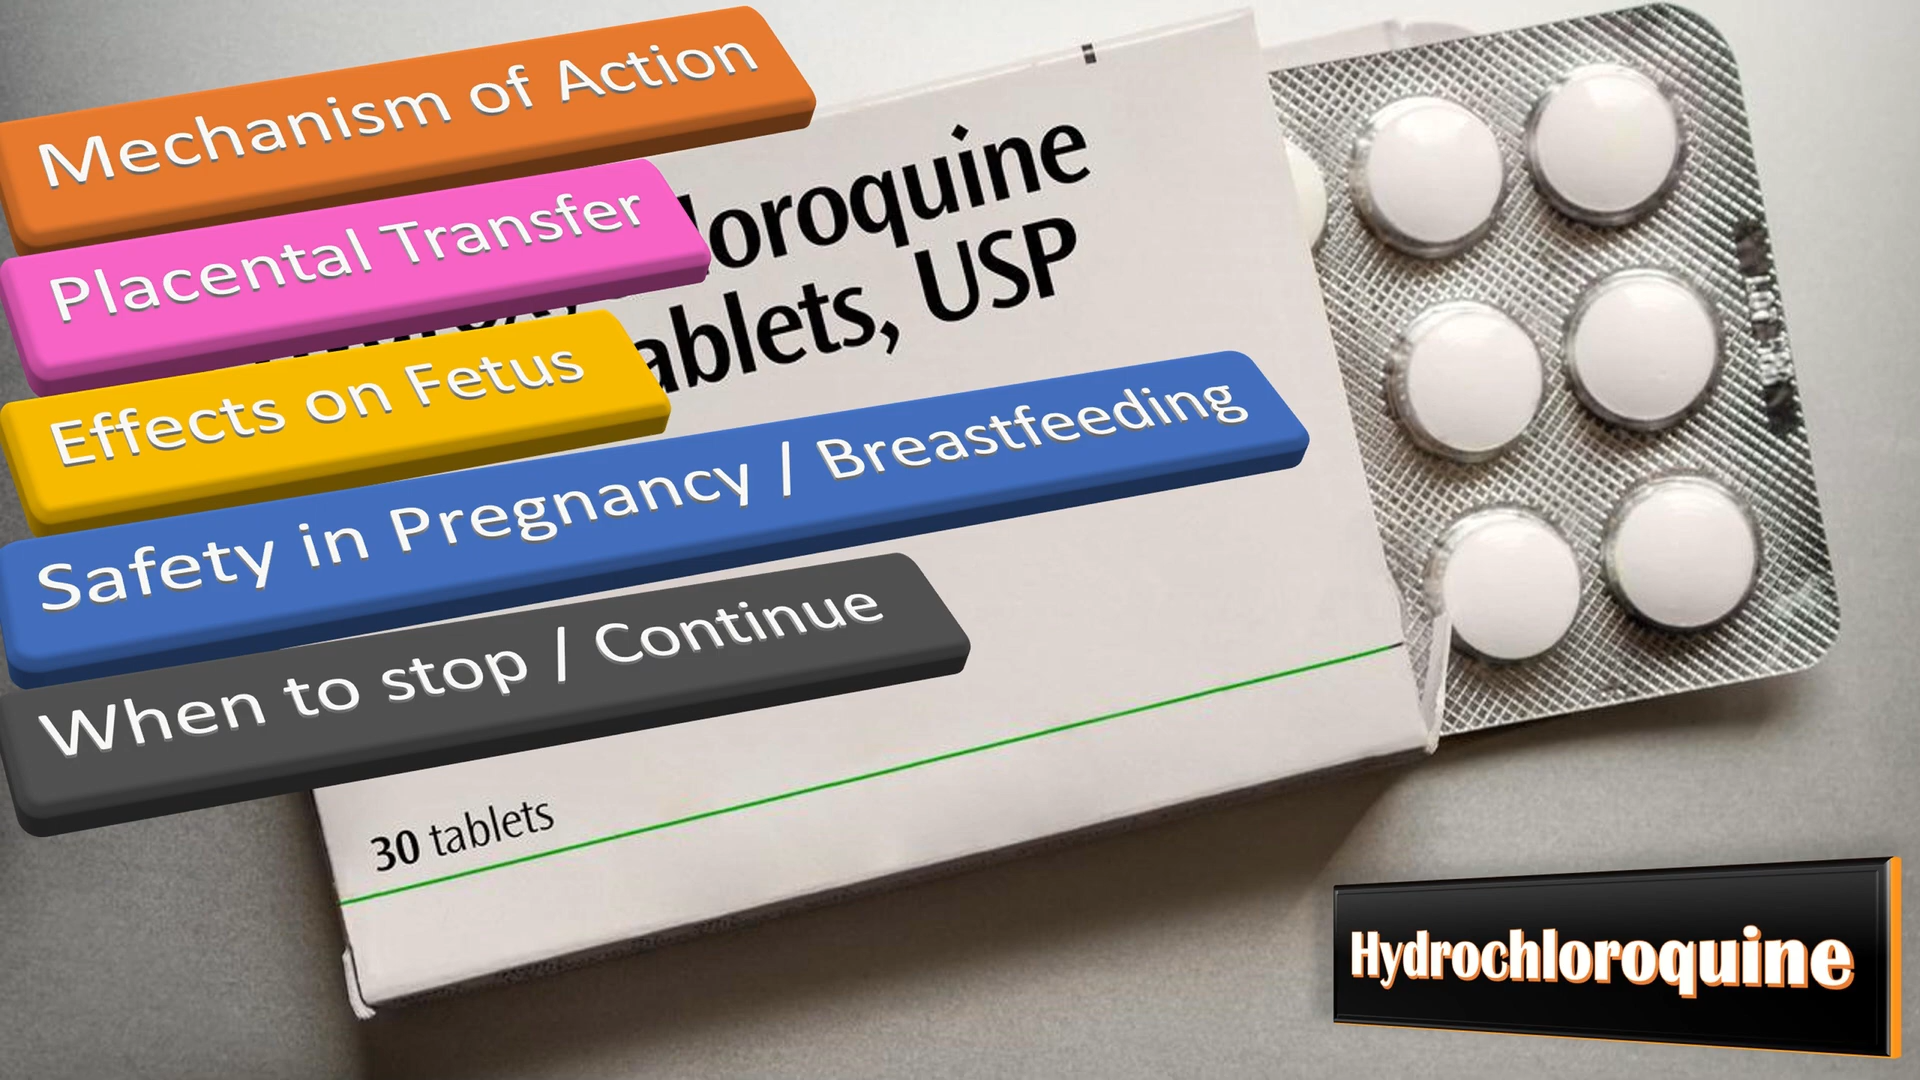 Mechanism of Action
Placental Transfer
Effects on Fetus
Safety in Pregnancy / Breastfeeding
When to stop / Continue
loroquine
ablets, USP
30 tablets
Hydrochloroquine